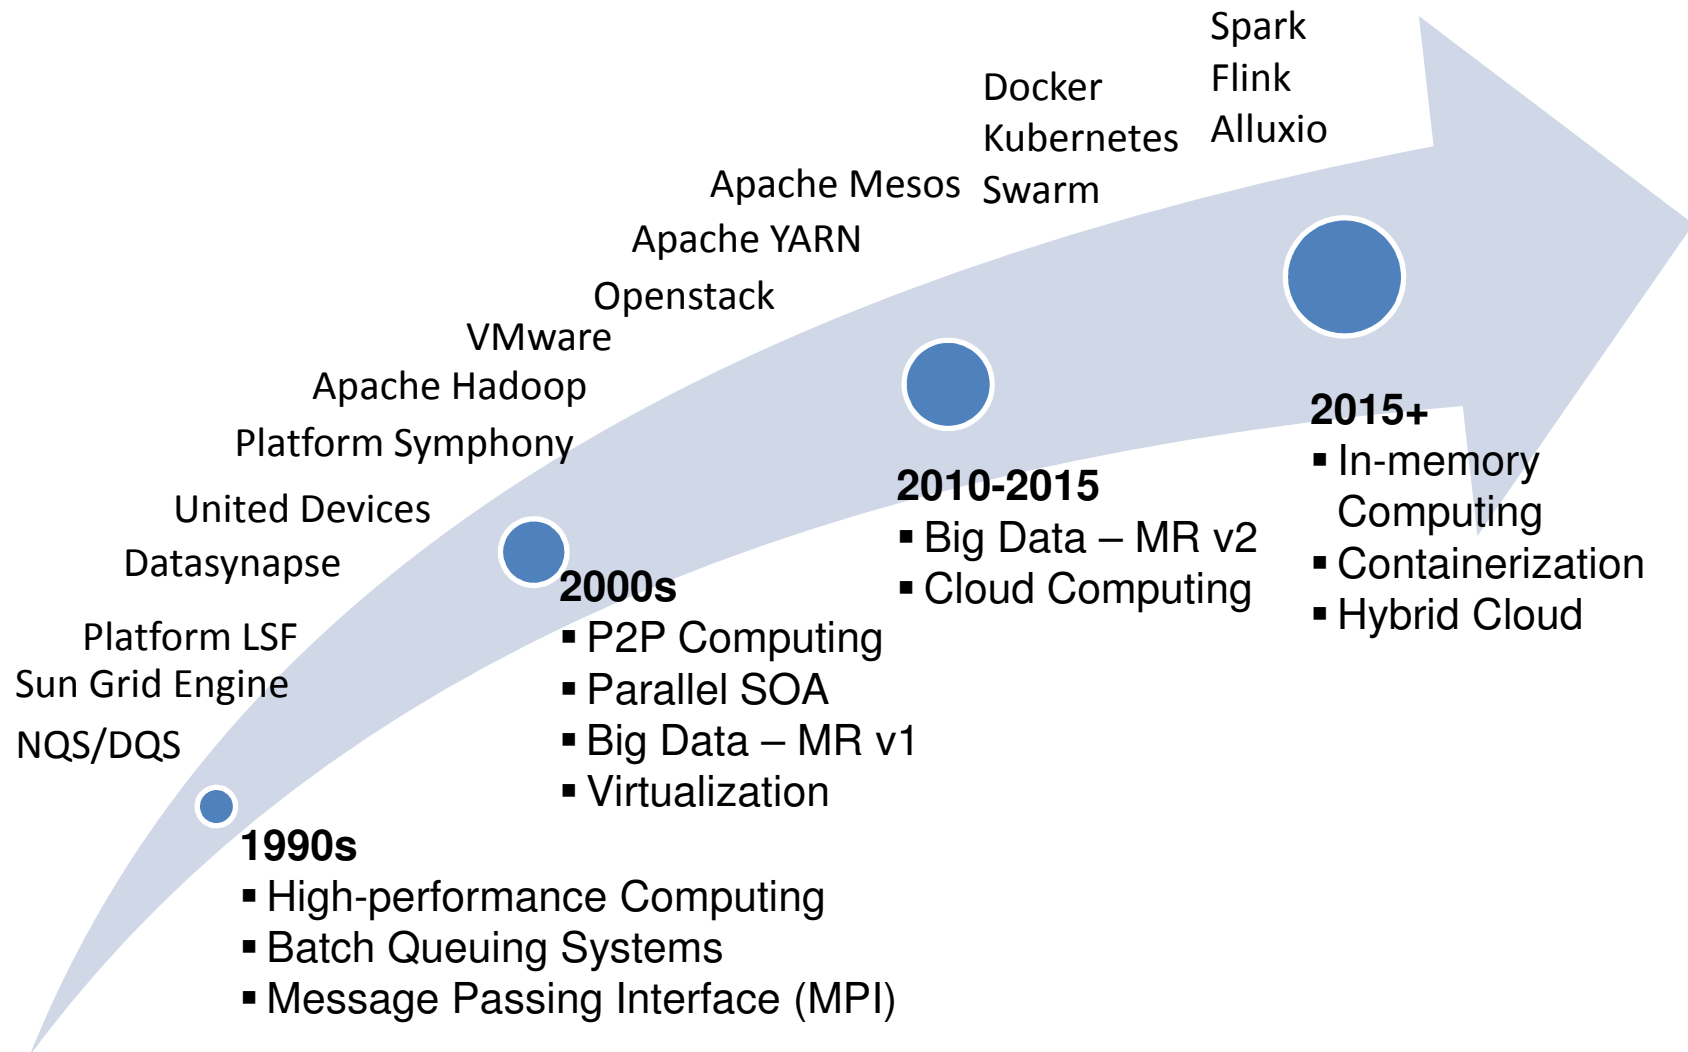 Spark
Flink
Alluxio
Docker
Kubernetes
Swarm
Apache Mesos
Apache YARN
Openstack
VMware
Apache Hadoop
Platform Symphony
United Devices
Datasynapse
Platform LSF
Sun Grid Engine
NQS/DQS
1990s
▪ High-performance Computing
▪ Batch Queuing Systems
▪ Message Passing Interface (MPI)
2000s
▪ P2P Computing
▪ Parallel SOA
▪ Big Data – MR v1
▪ Virtualization
2010-2015
▪ Big Data – MR v2
▪ Cloud Computing
2015+
▪ In-memory
Computing
▪ Containerization
▪ Hybrid Cloud